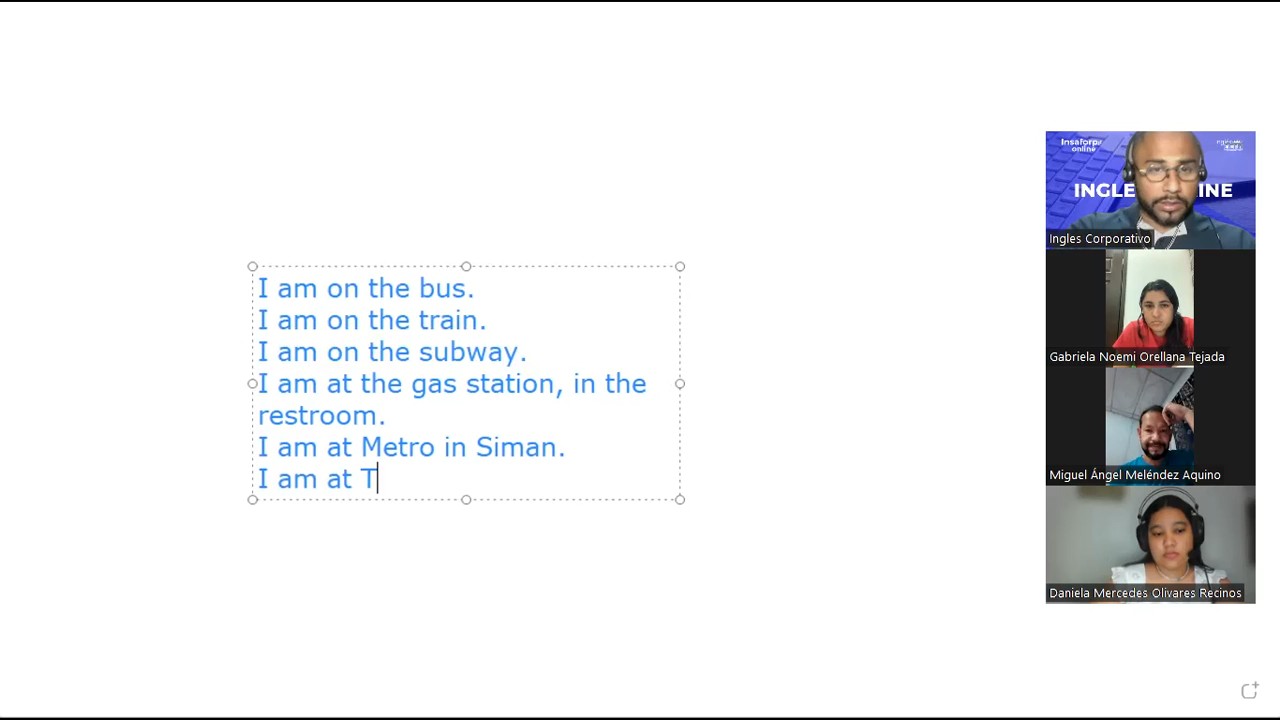 I am on the bus.
I am on the train.
I am on the subway.
I am at the gas station, in the
restroom.
I am at Metro in Siman.
I am at T
Insaforp
online
INGLE INE
Ingles Corporativo
Gabriela Noemi Orellana Tejada
Miguel Ángel Meléndez Aquino
Daniela Mercedes Olivares Recinos